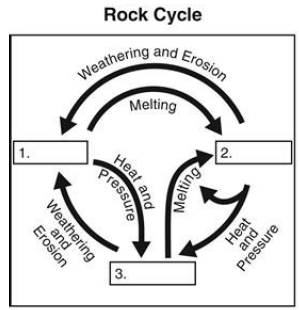 Rock Cycle
Weathering and Erosion
Melting
1.
2.
Heat and
Pressure
Melting
Weathering
and
Erosion
Heat
and
Pressure
3.